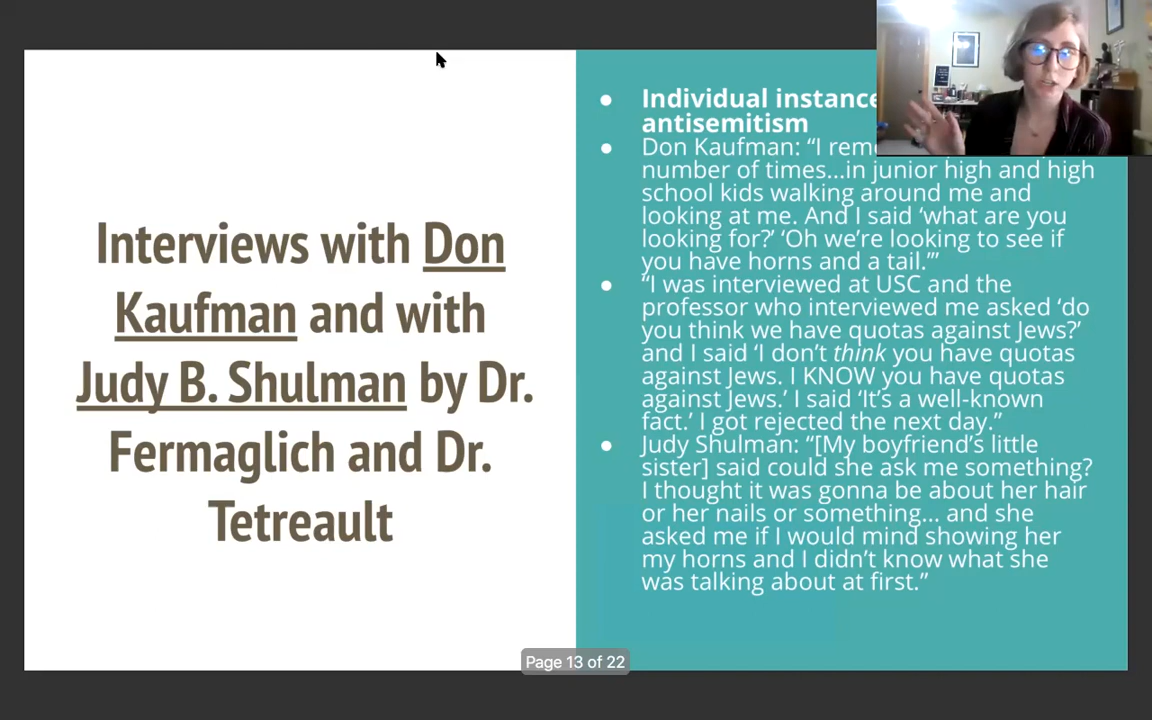 Interviews with Don
Kaufman and with
Judy B. Shulman by Dr.
Fermaglich and Dr.
Tetreault
Individual instance
antisemitism
Don Kaufman: “I reme
number of times...in junior high and high
school kids walking around me and
looking at me. And I said ‘what are you
looking for?’ ‘Oh we’re looking to see if
you have horns and a tail.’”
“I was interviewed at USC and the
professor who interviewed me asked ‘do
you think we have quotas against Jews?’
and I said ‘I don’t think you have quotas
against Jews. I KNOW you have quotas
against Jews.’ I said ‘It’s a well-known
fact.’ I got rejected the next day.”
Judy Shulman: “[My boyfriend’s little
sister] said could she ask me something?
I thought it was gonna be about her hair
or her nails or something... and she
asked me if I would mind showing her
my horns and I didn’t know what she
was talking about at first.”
Page 13 of 22